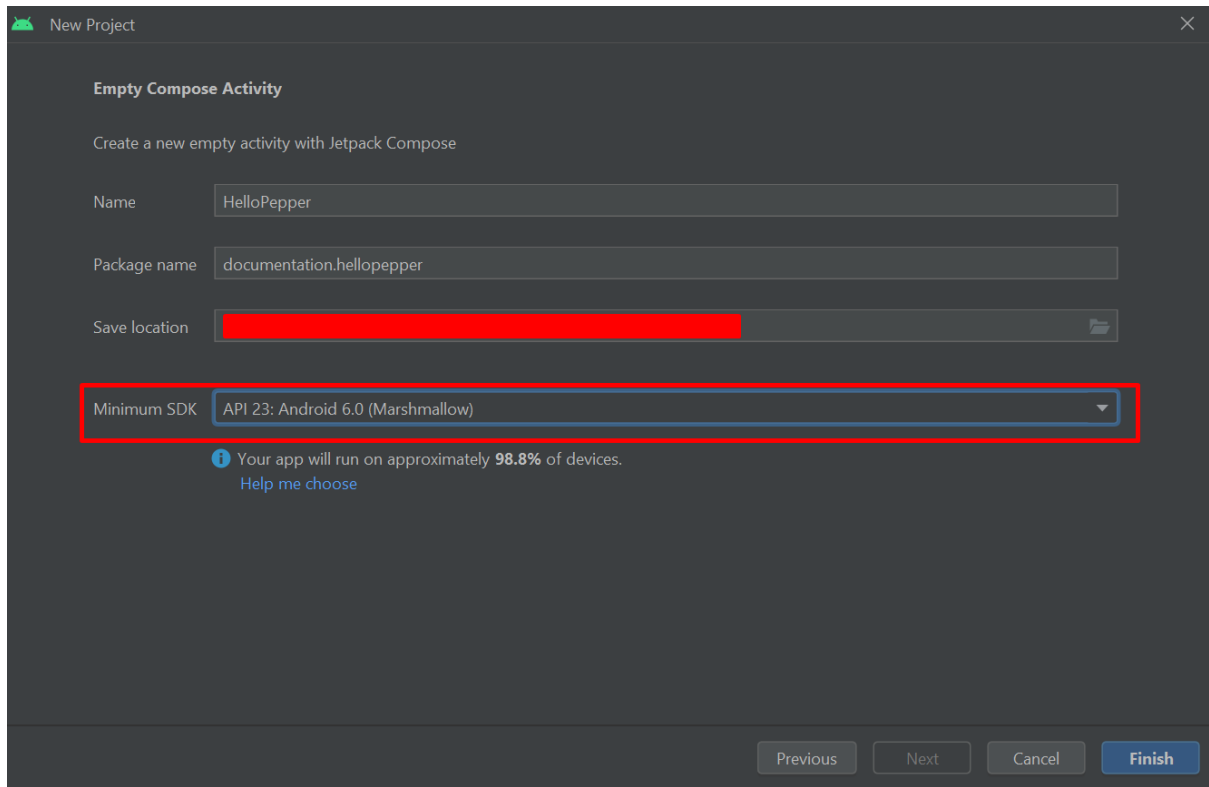 New Project
Empty Compose Activity
Create a new empty activity with Jetpack Compose
Name HelloPepper
Package name documentation.hellopepper
Save location
Minimum SDK API 23: Android 6.0 (Marshmallow)
Your app will run on approximately 98.8% of devices.
Help me choose
Previous Next Cancel Finish